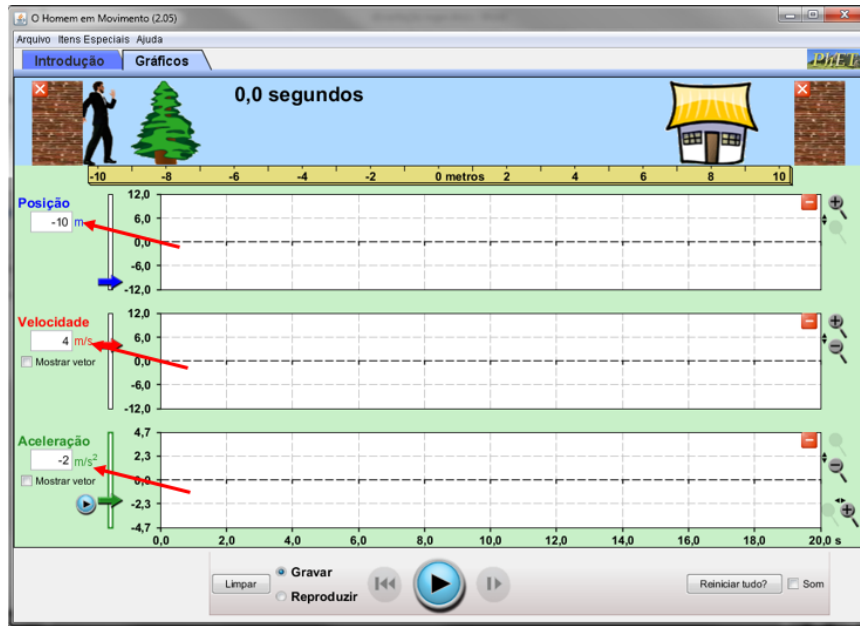 O Homem em Movimento (2.05)
Arquivo Itens Especiais Ajuda
Introdução Gráficos
PhET
0,0 segundos
-10 -8 -6 -4 -2 0 metros 2 4 6 8 10
Posição
-10 m
12,0
6,0
0,0
-6,0
-12,0
Velocidade
4 m/s
Mostrar vetor
12,0
6,0
0,0
-6,0
-12,0
Aceleração
-2 m/s²
Mostrar vetor
4,7
2,3
0,0
-2,3
-4,7
0,0 2,0 4,0 6,0 8,0 10,0 12,0 14,0 16,0 18,0 20,0 s
Limpar
Gravar
Reproduzir
Reiniciar tudo?
Som